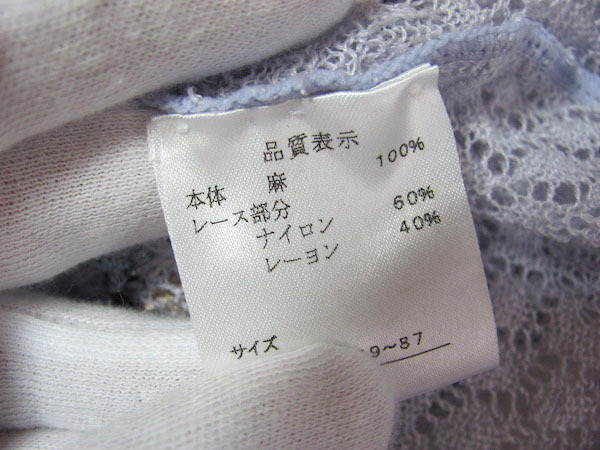 品質表示
本体 麻 100%
レース部分
ナイロン 60%
レーヨン 40%
サイズ 9～87